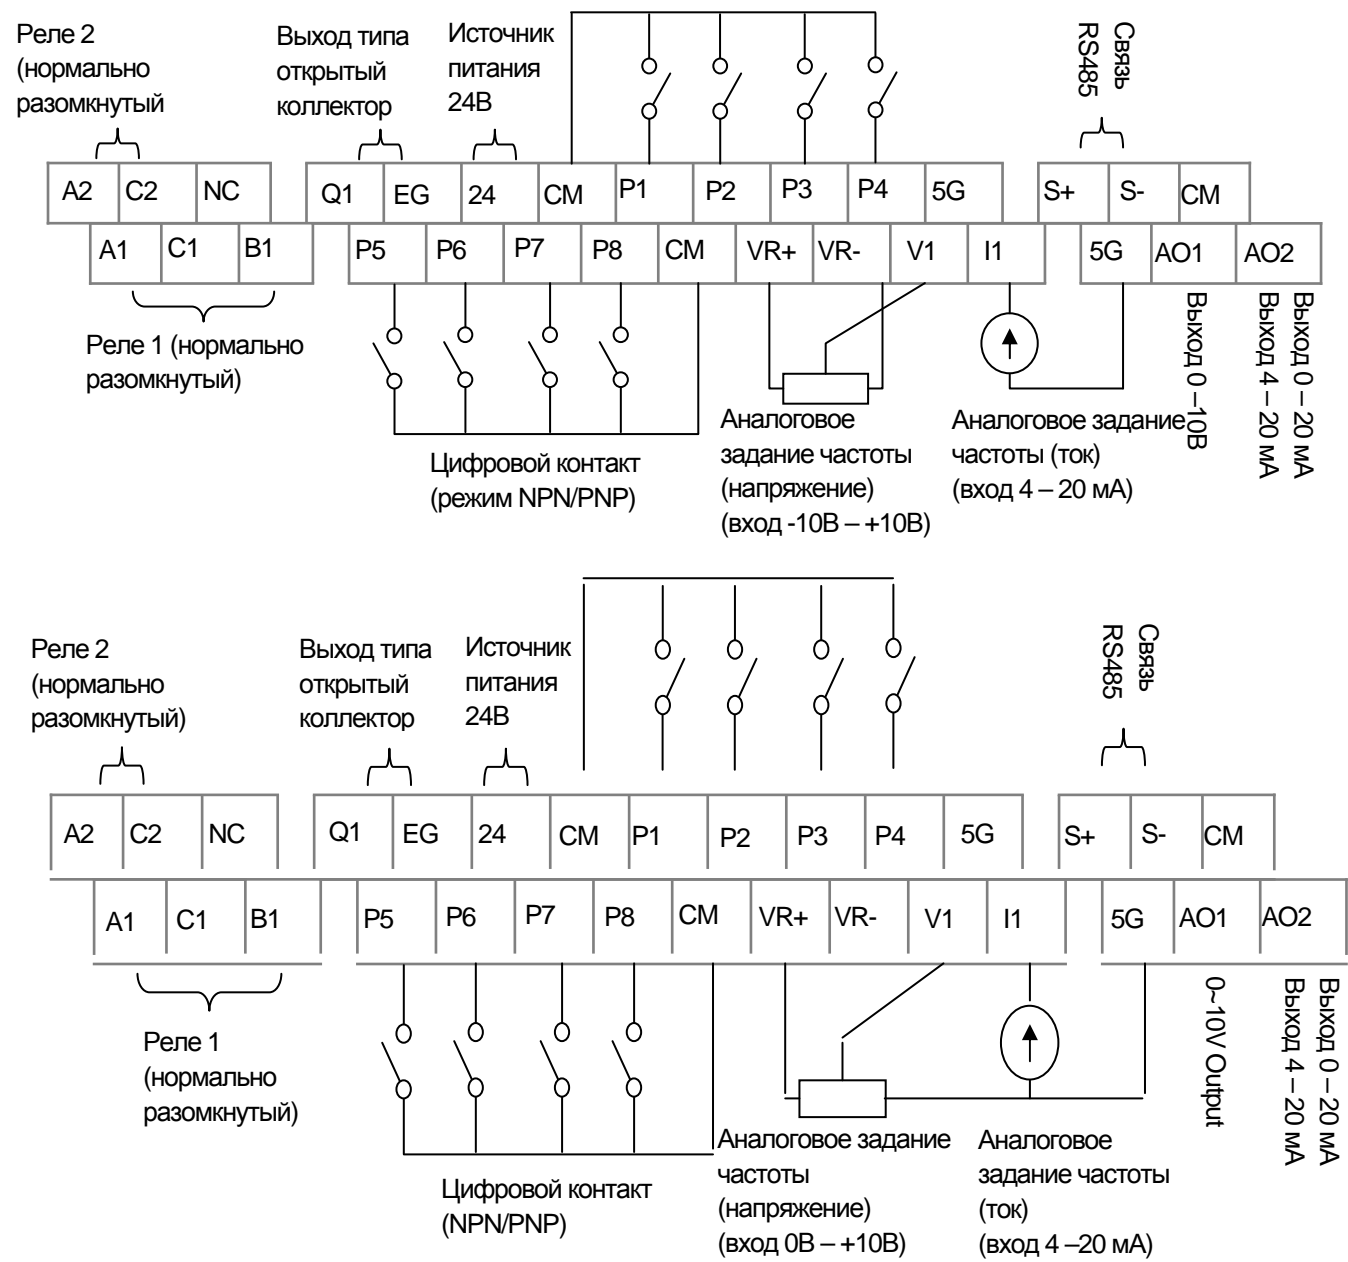 Реле 2
(нормально
разомкнутый
Выход типа
открытый
коллектор
Источник
питания
24В
Связь
RS485
A2 C2 NC Q1 EG 24 CM P1 P2 P3 P4 5G S+ S- CM
A1 C1 B1 P5 P6 P7 P8 CM VR+ VR- V1 I1 5G AO1 AO2
Реле 1 (нормально
разомкнутый)
Цифровой контакт
(режим NPN/PNP)
Аналоговое
задание частоты
(напряжение)
(вход -10В – +10В)
Аналоговое задание
частоты (ток)
(вход 4 – 20 мА)
Выход 0 –10В
Выход 0 – 20 мА
Выход 4 – 20 мА
Реле 2
(нормально
разомкнутый)
Выход типа
открытый
коллектор
Источник
питания
24В
Связь
RS485
A2 C2 NC Q1 EG 24 CM P1 P2 P3 P4 5G S+ S- CM
A1 C1 B1 P5 P6 P7 P8 CM VR+ VR- V1 I1 5G AO1 AO2
Реле 1
(нормально
разомкнутый)
Цифровой контакт
(NPN/PNP)
Аналоговое задание
частоты
(напряжение)
(вход 0В – +10В)
Аналоговое
задание частоты
(ток)
(вход 4 –20 мА)
0~10V Output
Выход 0 – 20 мА
Выход 4 – 20 мА